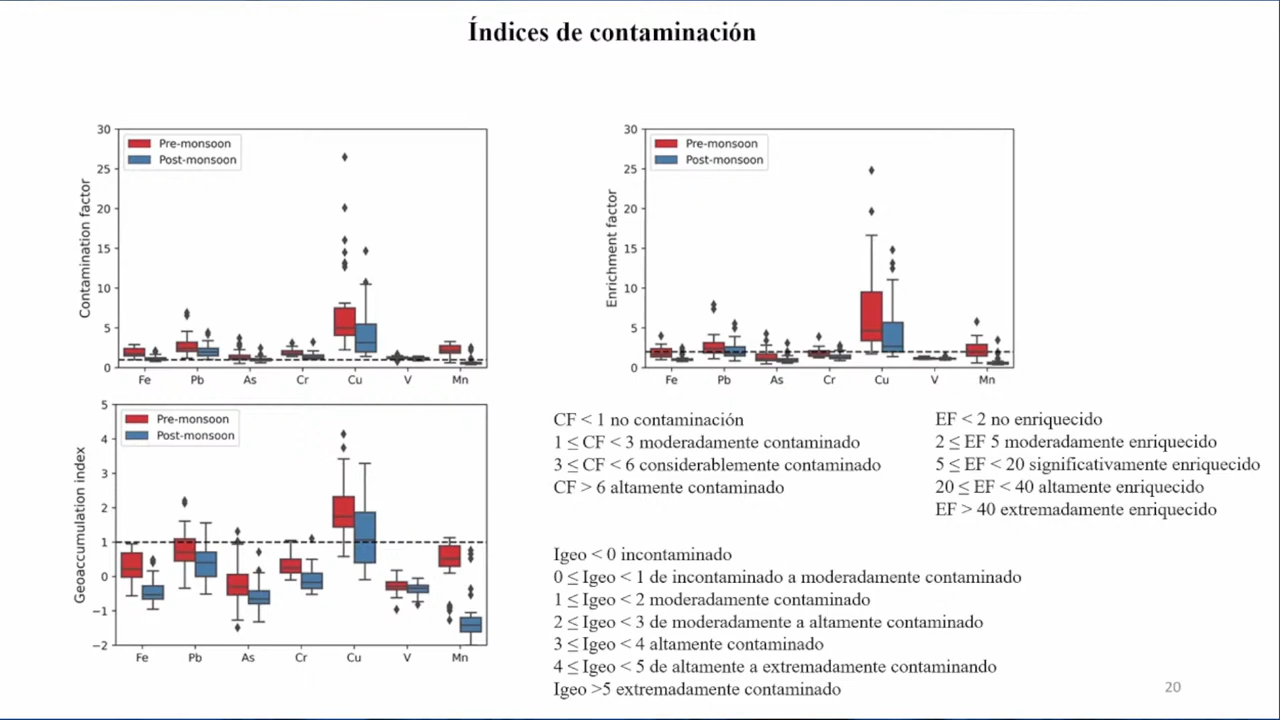 Índices de contaminación
30
25
20
15
10
5
0
Contamination factor
Pre-monsoon
Post-monsoon
Fe Pb As Cr Cu V Mn
30
25
20
15
10
5
0
Enrichment factor
Pre-monsoon
Post-monsoon
Fe Pb As Cr Cu V Mn
5
4
3
2
1
0
−1
−2
Geoaccumulation index
Pre-monsoon
Post-monsoon
Fe Pb As Cr Cu V Mn
CF < 1 no contaminación
1 ≤ CF < 3 moderadamente contaminado
3 ≤ CF < 6 considerablemente contaminado
CF > 6 altamente contaminado
EF < 2 no enriquecido
2 ≤ EF 5 moderadamente enriquecido
5 ≤ EF < 20 significativamente enriquecido
20 ≤ EF < 40 altamente enriquecido
EF > 40 extremadamente enriquecido
Igeo < 0 incontaminado
0 ≤ Igeo < 1 de incontaminado a moderadamente contaminado
1 ≤ Igeo < 2 moderadamente contaminado
2 ≤ Igeo < 3 de moderadamente a altamente contaminado
3 ≤ Igeo < 4 altamente contaminado
4 ≤ Igeo < 5 de altamente a extremadamente contaminando
Igeo >5 extremadamente contaminado
20